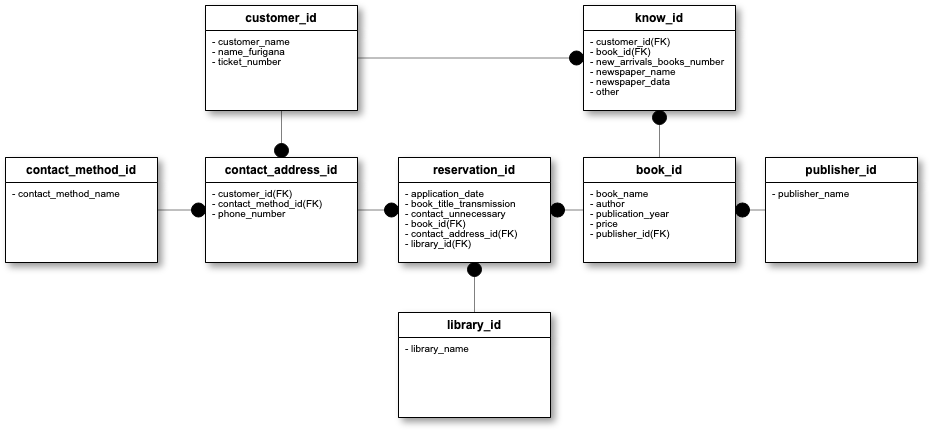 customer_id
- customer_name
- name_furigana
- ticket_number
know_id
- customer_id(FK)
- book_id(FK)
- new_arrivals_books_number
- newspaper_name
- newspaper_data
- other
contact_method_id
- contact_method_name
contact_address_id
- customer_id(FK)
- contact_method_id(FK)
- phone_number
reservation_id
- application_date
- book_title_transmission
- contact_unnecessary
- book_id(FK)
- contact_address_id(FK)
- library_id(FK)
book_id
- book_name
- author
- publication_year
- price
- publisher_id(FK)
publisher_id
- publisher_name
library_id
- library_name